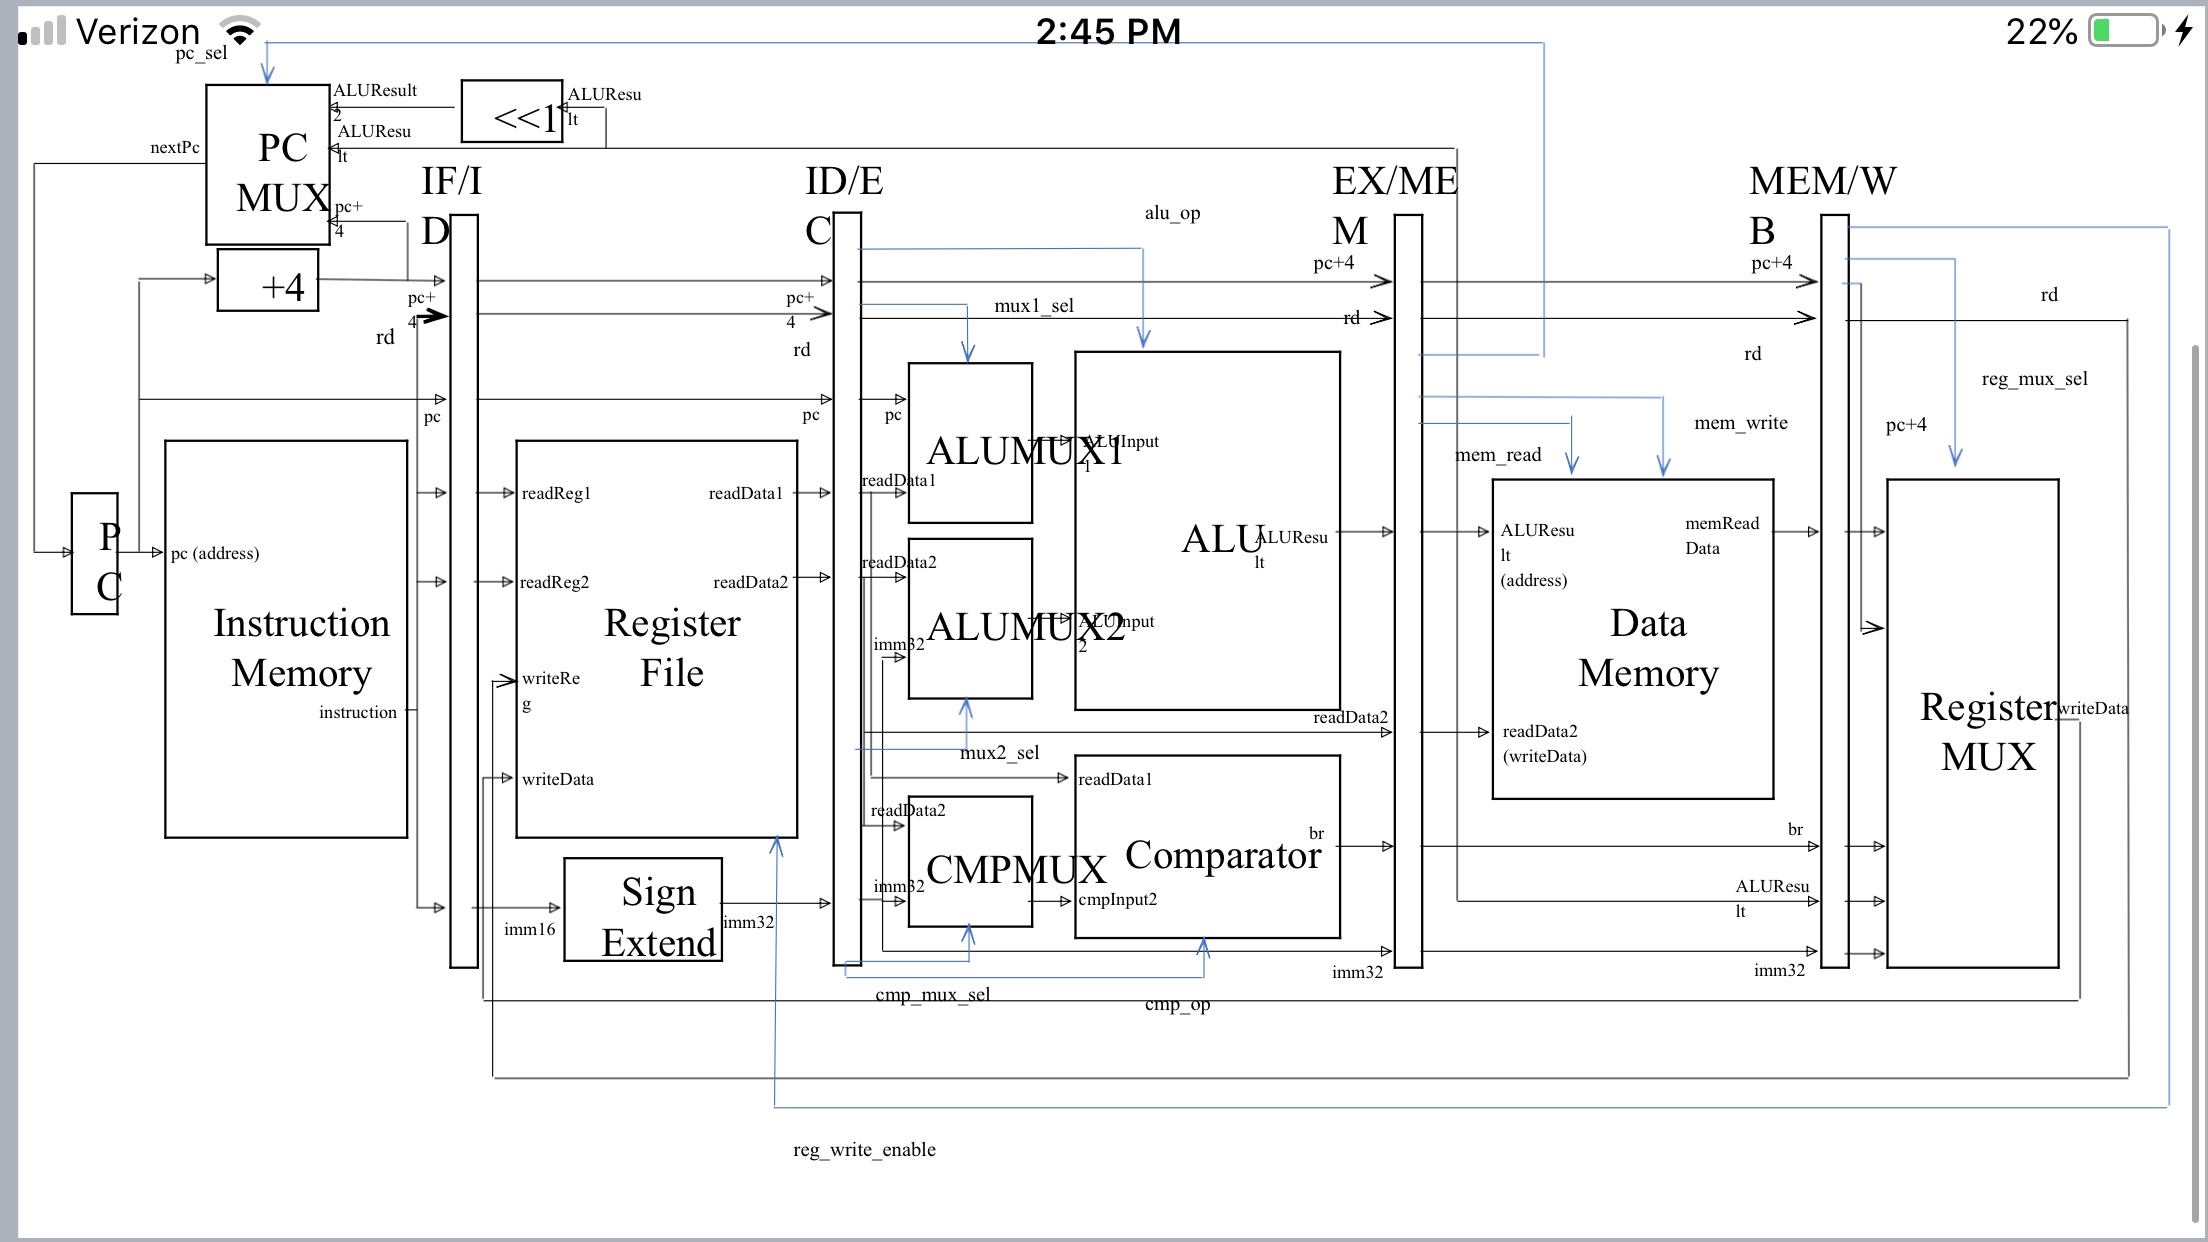 Verizon
2:45 PM
22%
pc_sel
ALUResult
2
<<1
ALUResu
lt
ALUResu
lt
PC
MUX
nextPc
pc+
4
+4
IF/I
D
ID/E
C
EX/ME
M
MEM/W
B
alu_op
pc+4
pc+4
pc+
4
rd
pc+
4
rd
mux1_sel
rd
rd
rd
reg_mux_sel
pc
pc
pc
mem_write
mem_read
pc+4
P
C
pc (address)
Instruction
Memory
instruction
readReg1
readReg2
readData1
readData2
Register
File
writeRe
g
writeData
readData1
ALUMUX1
ALUInput
1
readData2
ALUMUX2
ALUInput
2
imm32
ALU
ALUResu
lt
ALUResu
lt
(address)
memRead
Data
Data
Memory
readData2
(writeData)
Register
MUX
writeData
readData2
mux2_sel
readData1
readData2
CMPMUX
imm32
Comparator
br
cmpInput2
br
ALUResu
lt
Sign
Extend
imm16
imm32
imm32
imm32
cmp_mux_sel
cmp_op
reg_write_enable